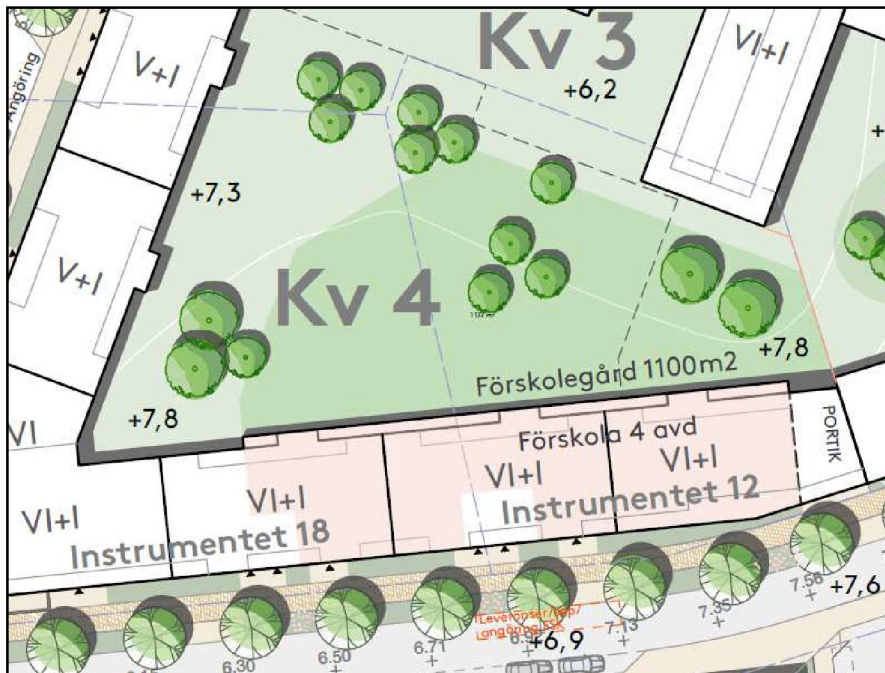 Angöring
V+I
Kv 3
VI+I
+6,2
+7,3
V+I
Kv 4
+7,8
Förskolegård 1100m2
+7,8
VI
Förskola 4 avd
PORTIK
VI+I
VI+I
VI+I
VI+I
Instrumentet 18
Instrumentet 12
7.56
+7,6
7.35
7.13
+6,9
6.71
6.50
6.30